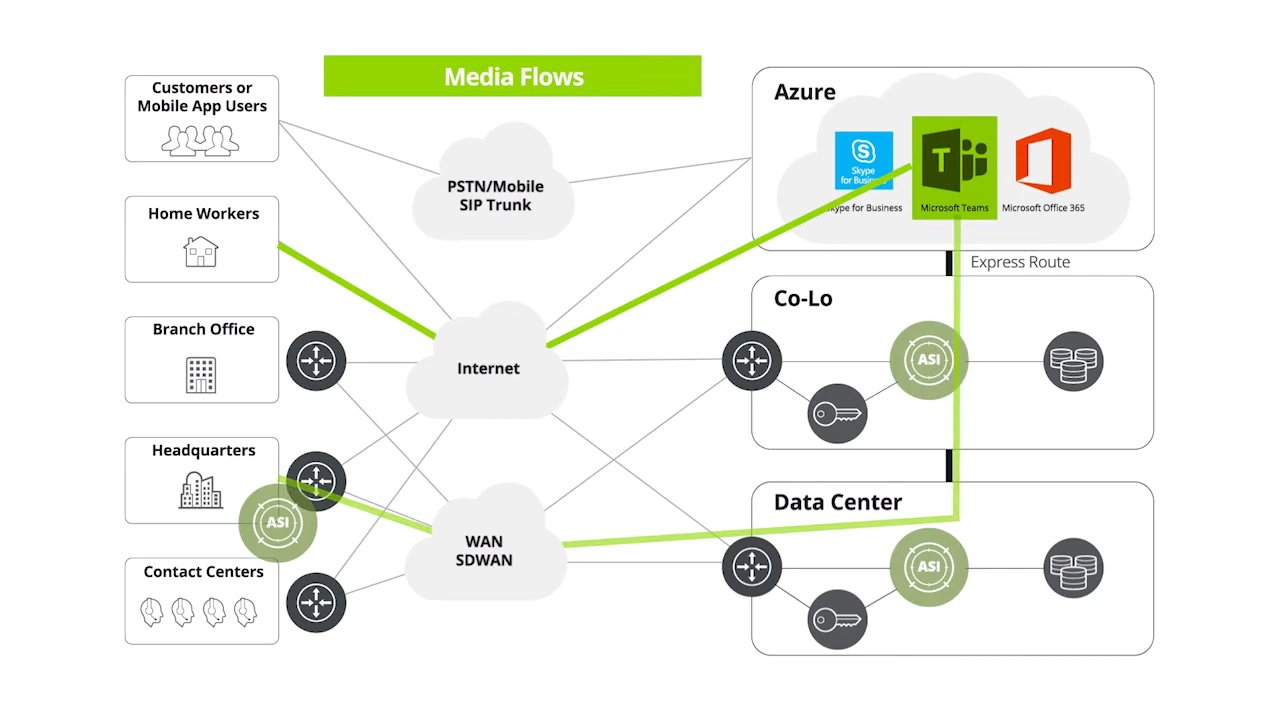 Media Flows
Customers or
Mobile App Users
Home Workers
Branch Office
Headquarters
ASI
Contact Centers
PSTN/Mobile
SIP Trunk
Internet
WAN
SDWAN
Azure
Skype
for Business
Skype for Business
T
Microsoft Teams
Microsoft Office 365
Express Route
Co-Lo
ASI
Data Center
ASI